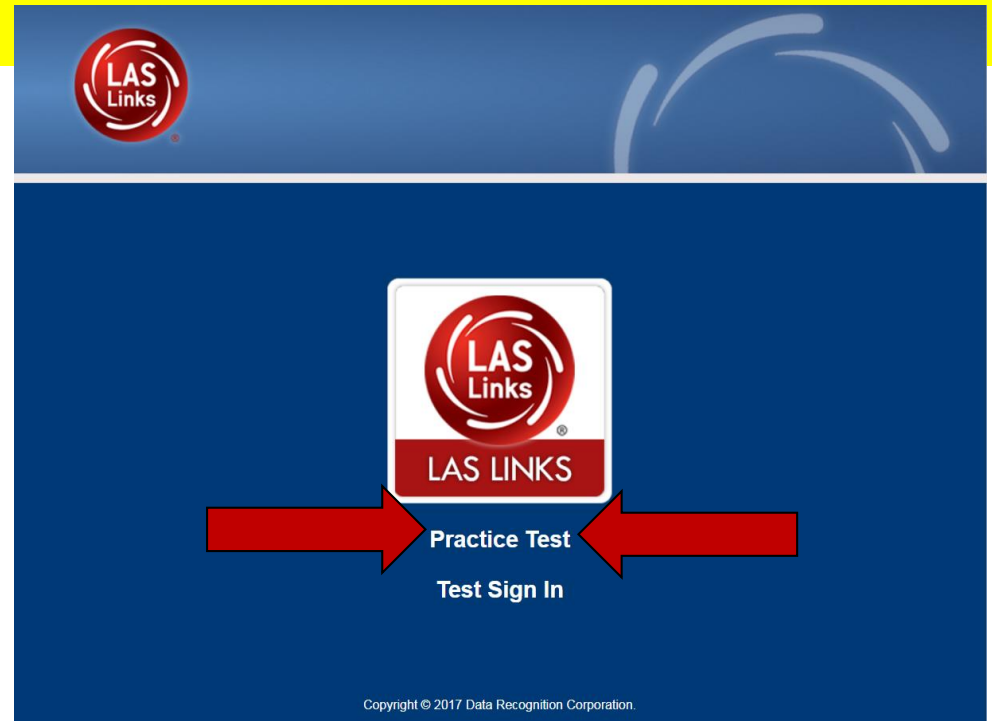 LAS
Links
®
LAS
Links
®
LAS LINKS
Practice Test
Test Sign In
Copyright © 2017 Data Recognition Corporation.